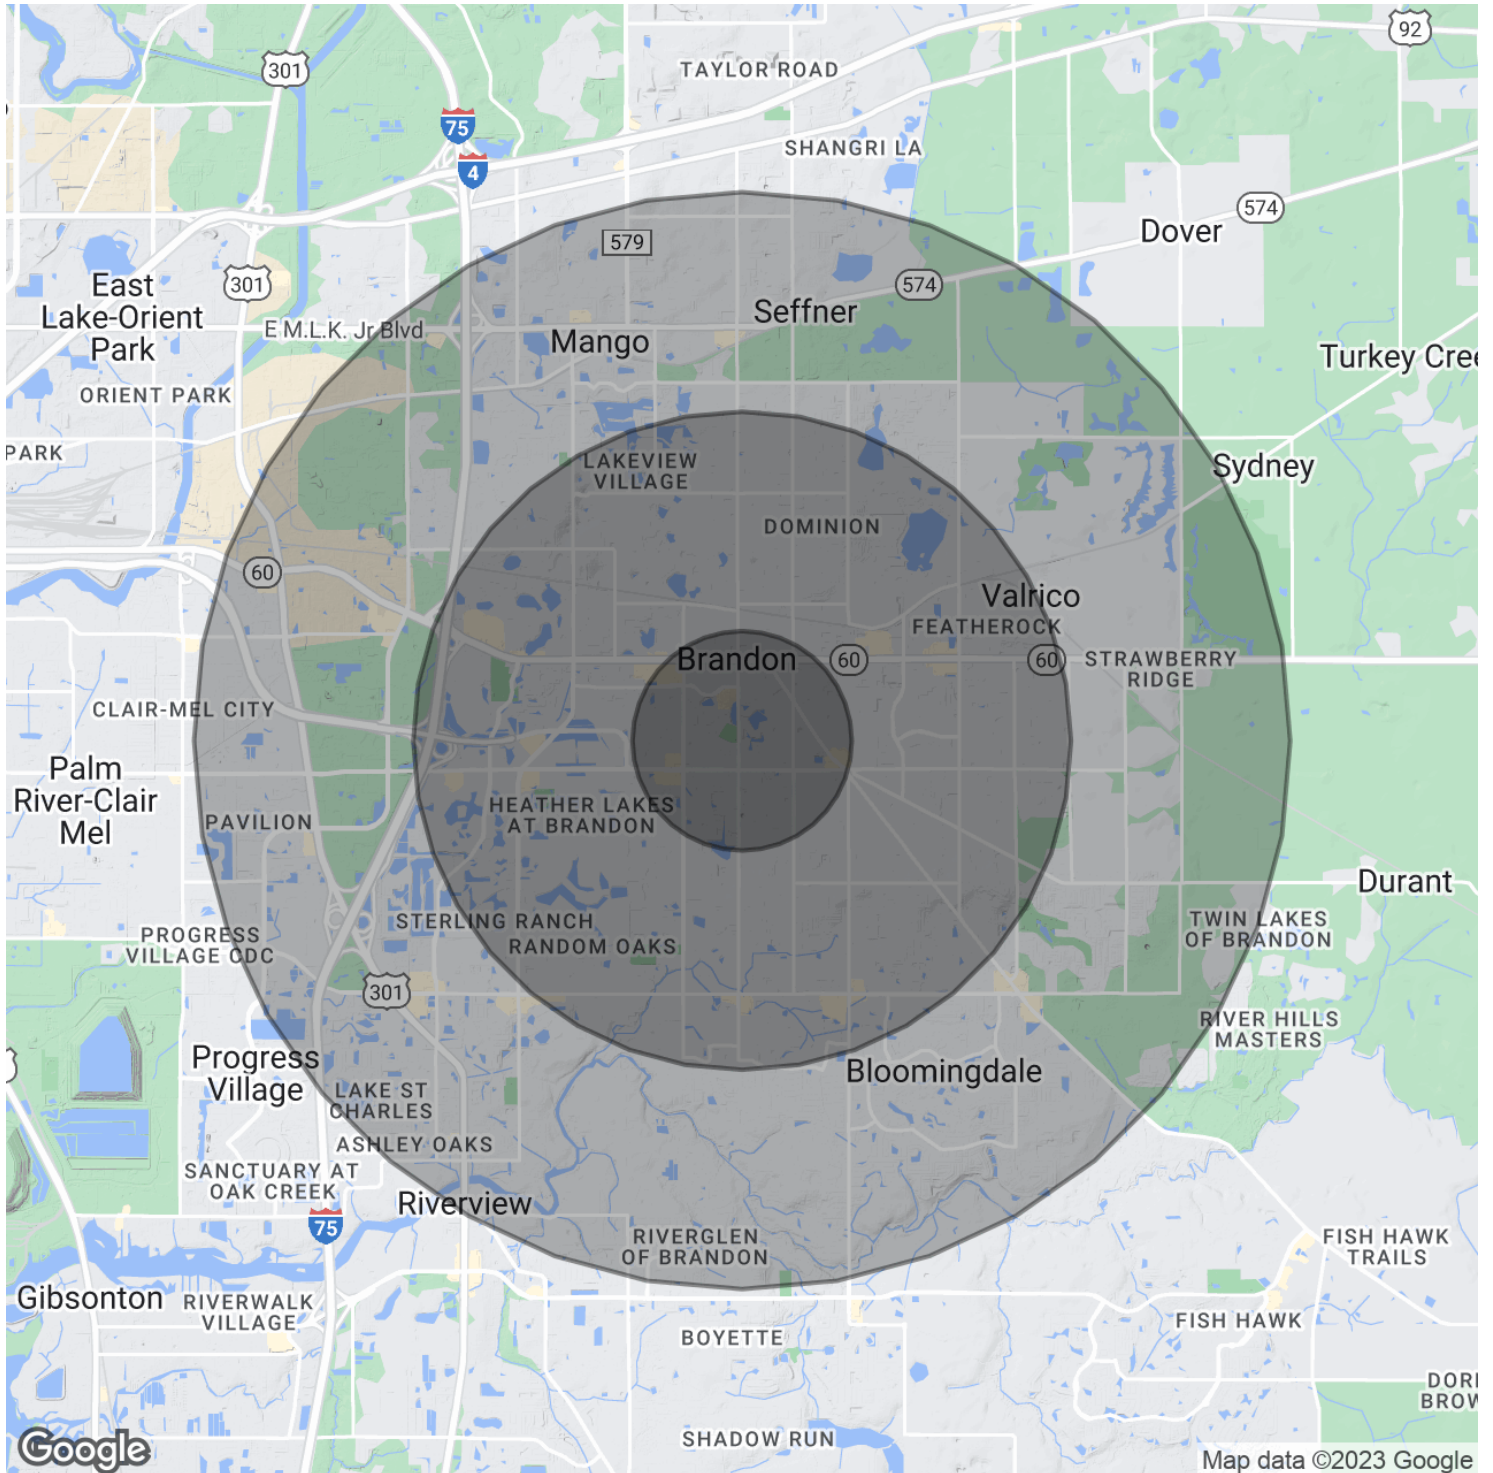 92
301
TAYLOR ROAD
75
SHANGRI LA
4
574
Dover
579
301
574
East
Lake-Orient
Park
Seffner
E M.L.K. Jr Blvd
Mango
Turkey Cree
ORIENT PARK
PARK
LAKEVIEW
VILLAGE
Sydney
DOMINION
60
Valrico
FEATHEROCK
Brandon
60
60
STRAWBERRY
RIDGE
CLAIR-MEL CITY
Palm
River-Clair
Mel
HEATHER LAKES
AT BRANDON
PAVILION
Durant
STERLING RANCH
TWIN LAKES
OF BRANDON
PROGRESS
VILLAGE CDC
RANDOM OAKS
301
RIVER HILLS
MASTERS
Progress
Village
Bloomingdale
LAKE ST
CHARLES
ASHLEY OAKS
SANCTUARY AT
OAK CREEK
Riverview
75
RIVERGLEN
OF BRANDON
FISH HAWK
TRAILS
Gibsonton
RIVERWALK
VILLAGE
FISH HAWK
BOYETTE
SHADOW RUN
Google
Map data ©2023 Google